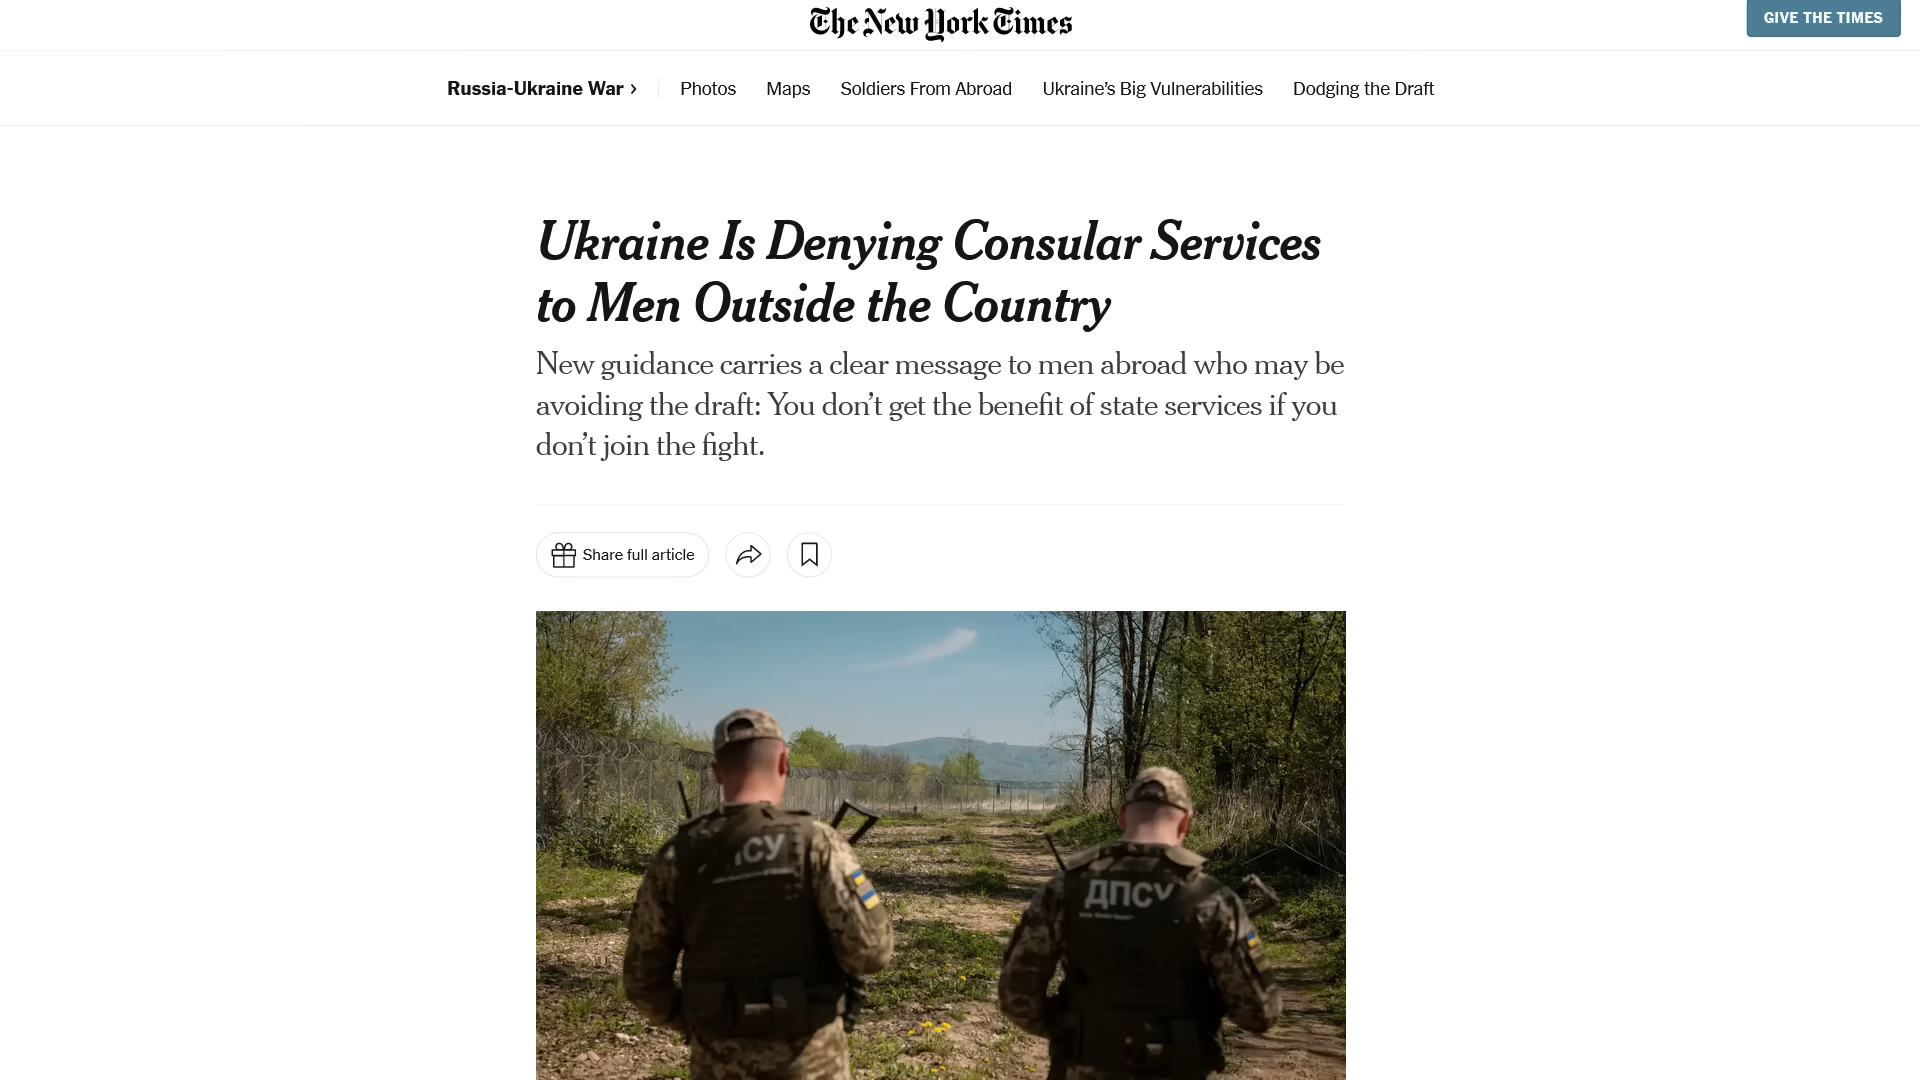 The New York Times
GIVE THE TIMES
Russia-Ukraine War ›
Photos
Maps
Soldiers From Abroad
Ukraine’s Big Vulnerabilities
Dodging the Draft
Ukraine Is Denying Consular Services
to Men Outside the Country
New guidance carries a clear message to men abroad who may be
avoiding the draft: You don’t get the benefit of state services if you
don’t join the fight.
Share full article
ДПСУ